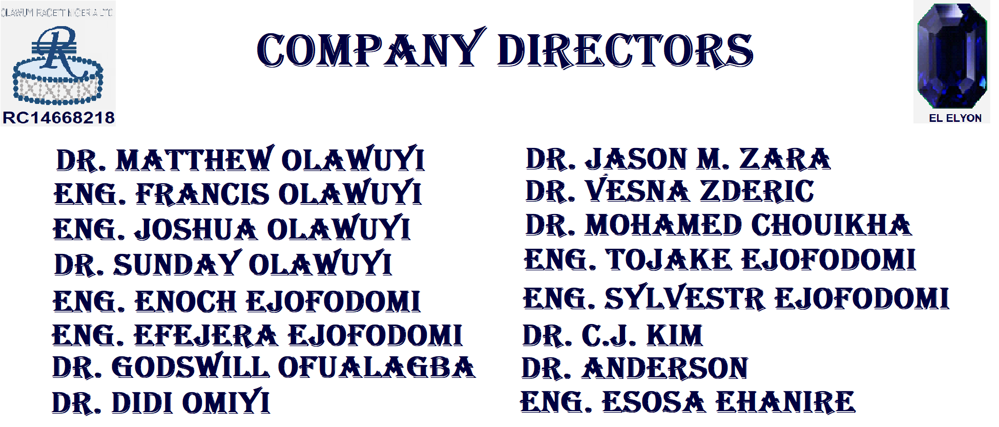 OLAWUYI RACETT NIGERIA LTD
RC14668218
COMPANY DIRECTORS
EL ELYON
DR. MATTHEW OLAWUYI
ENG. FRANCIS OLAWUYI
ENG. JOSHUA OLAWUYI
DR. SUNDAY OLAWUYI
ENG. ENOCH EJOFODOMI
ENG. EFEJERA EJOFODOMI
DR. GODSWILL OFUALAGBA
DR. DIDI OMIYI
DR. JASON M. ZARA
DR. VESNA ZDERIC
DR. MOHAMED CHOUIKHA
ENG. TOJAKE EJOFODOMI
ENG. SYLVESTR EJOFODOMI
DR. C.J. KIM
DR. ANDERSON
ENG. ESOSA EHANIRE